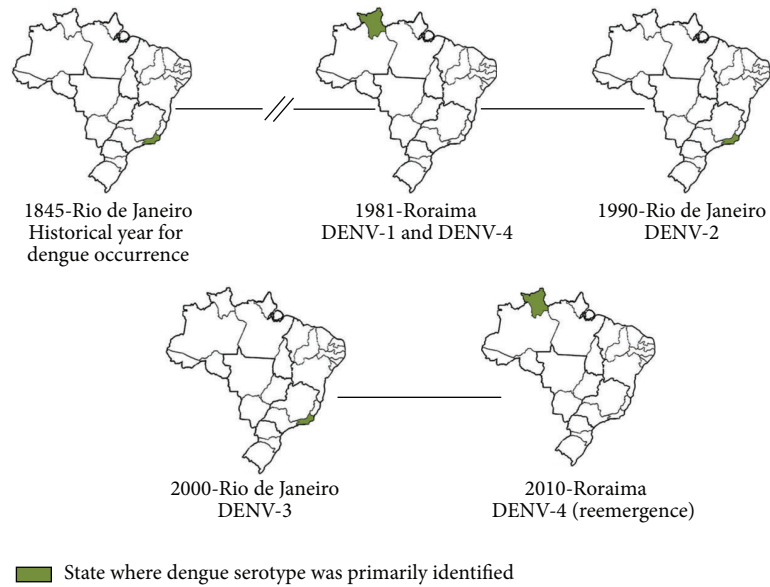 1845-Rio de Janeiro
Historical year for
dengue occurrence
1981-Roraima
DENV-1 and DENV-4
1990-Rio de Janeiro
DENV-2
2000-Rio de Janeiro
DENV-3
2010-Roraima
DENV-4 (reemergence)
State where dengue serotype was primarily identified